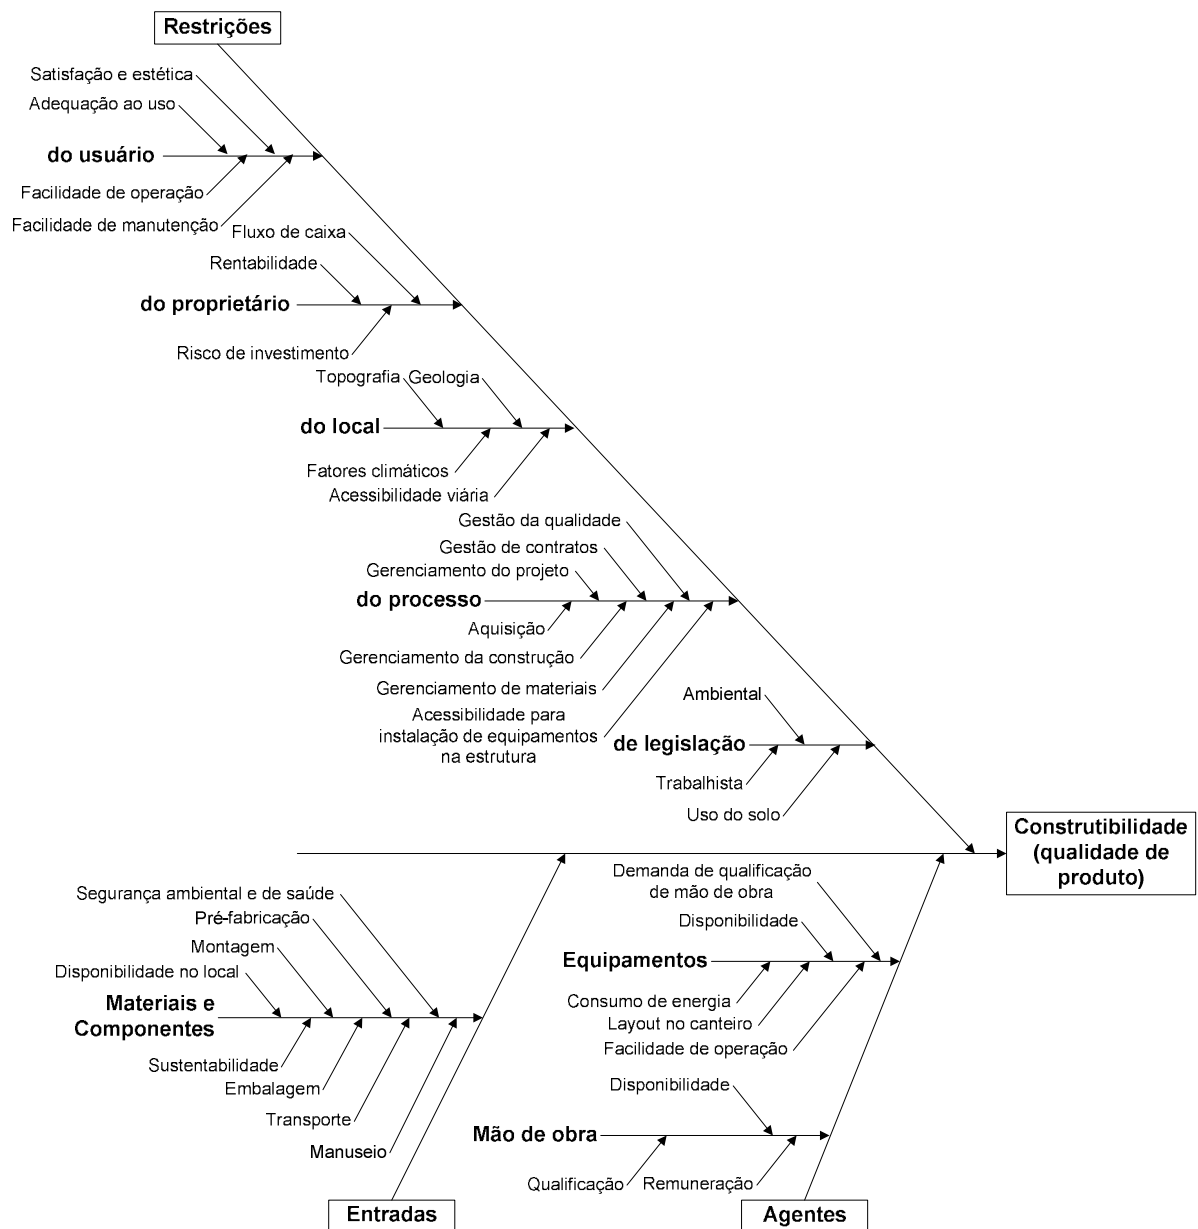 Restrições
Satisfação e estética
Adequação ao uso
do usuário
Facilidade de operação
Facilidade de manutenção
Fluxo de caixa
Rentabilidade
do proprietário
Risco de investimento
Topografia
Geologia
do local
Fatores climáticos
Acessibilidade viária
Gestão da qualidade
Gestão de contratos
Gerenciamento do projeto
do processo
Aquisição
Gerenciamento da construção
Gerenciamento de materiais
Acessibilidade para
instalação de equipamentos
na estrutura
Ambiental
de legislação
Trabalhista
Uso do solo
Construtibilidade
(qualidade de
produto)
Segurança ambiental e de saúde
Pré-fabricação
Montagem
Disponibilidade no local
Materiais e
Componentes
Sustentabilidade
Embalagem
Transporte
Manuseio
Entradas
Demanda de qualificação
de mão de obra
Disponibilidade
Equipamentos
Consumo de energia
Layout no canteiro
Facilidade de operação
Disponibilidade
Mão de obra
Qualificação
Remuneração
Agentes